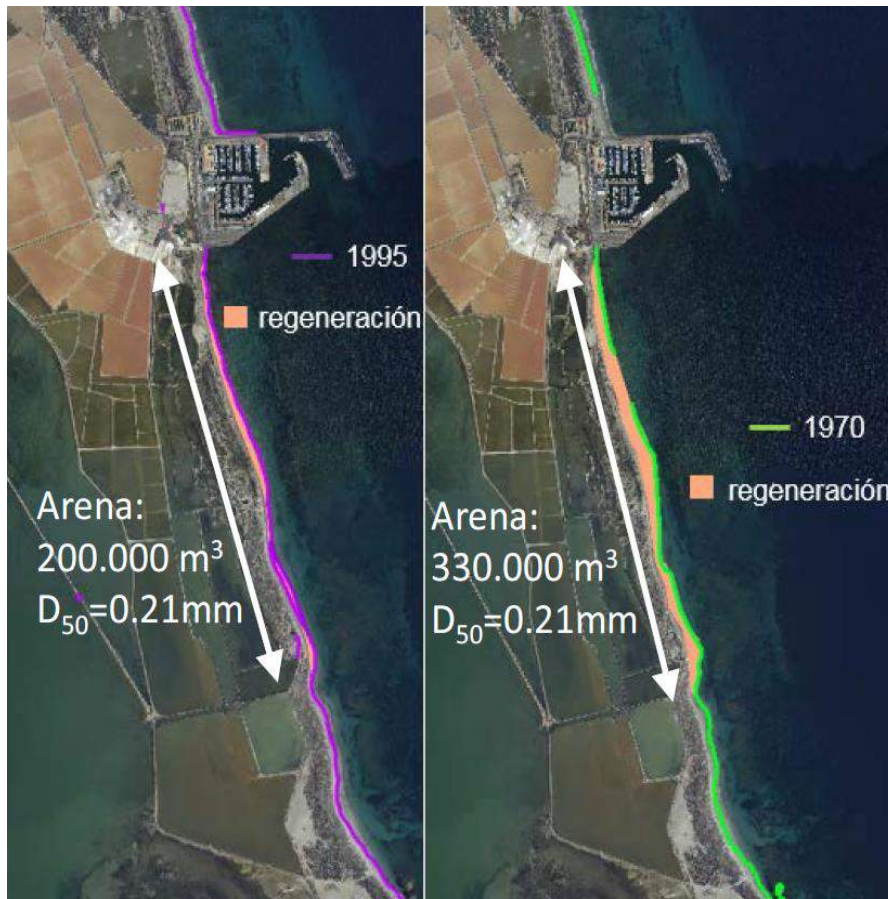 1995
regeneración
Arena:
200.000 m³
D₅₀=0.21mm
1970
regeneración
Arena:
330.000 m³
D₅₀=0.21mm